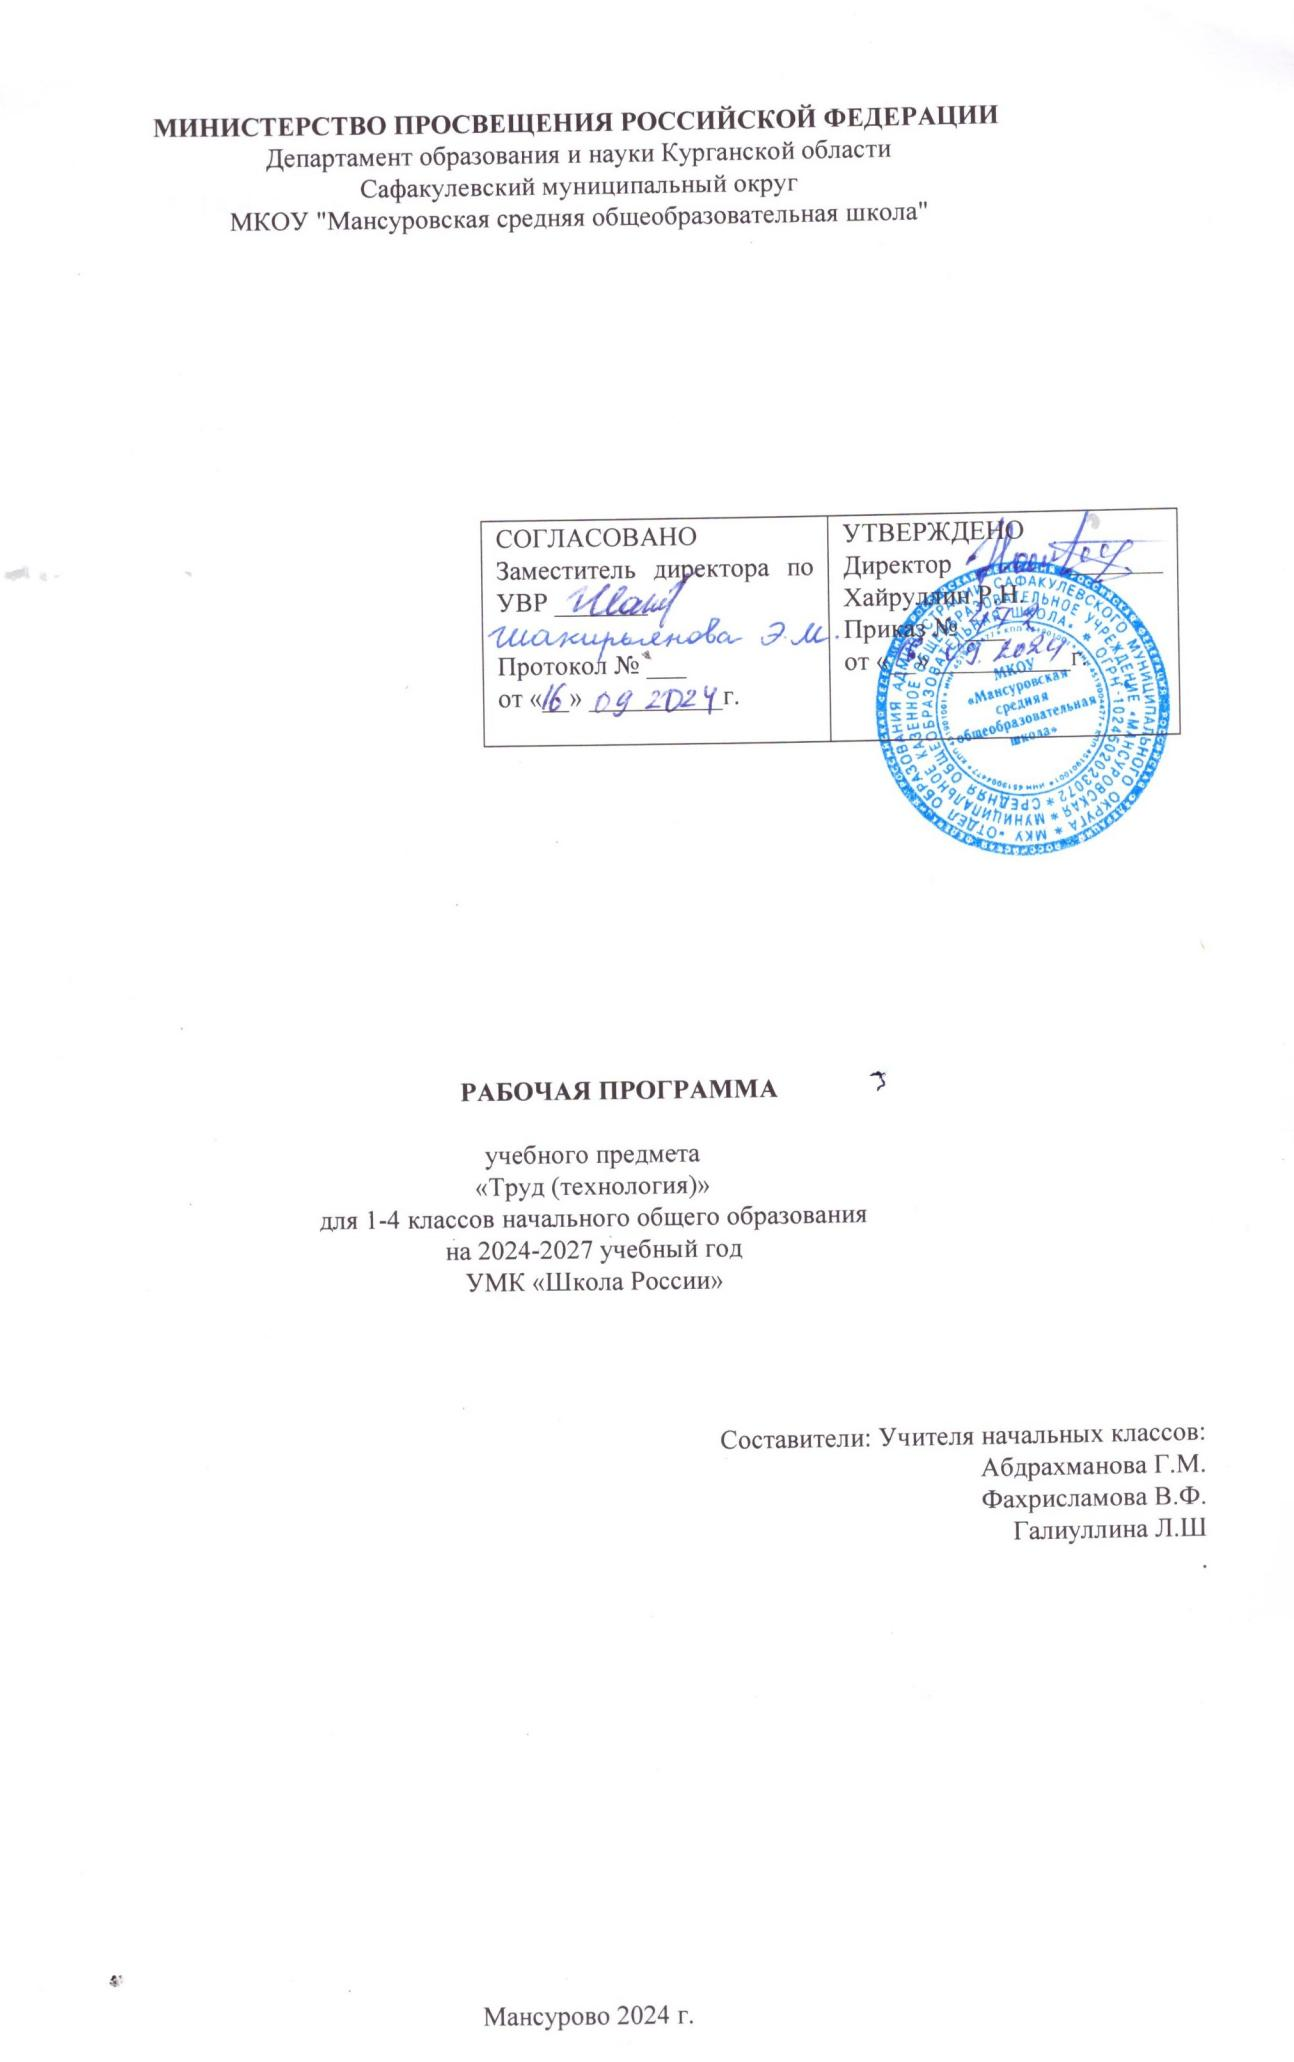 МИНИСТЕРСТВО ПРОСВЕЩЕНИЯ РОССИЙСКОЙ ФЕДЕРАЦИИ
Департамент образования и науки Курганской области
Сафакулевский муниципальный округ
МКОУ "Мансуровская средняя общеобразовательная школа"
СОГЛАСОВАНО
Заместитель директора по
УВР
Шакирьянова Э.М.
Протокол № ___
от «16» 09 2024 г.
УТВЕРЖДЕНО
Директор
Хайруллин Р.Н.
Приказ №
от « » 09. 2024 г.
МКОУ
«Мансуровская
средняя
общеобразовательная
школа»
РАБОЧАЯ ПРОГРАММА
учебного предмета
«Труд (технология)»
для 1-4 классов начального общего образования
на 2024-2027 учебный год
УМК «Школа России»
Составители: Учителя начальных классов:
Абдрахманова Г.М.
Фахрисламова В.Ф.
Галиуллина Л.Ш
.
Мансурово 2024 г.